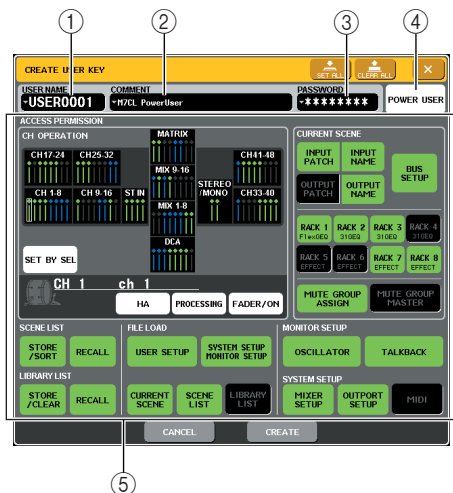 1 2 3 4
CREATE USER KEY SET ALL CLEAR ALL ×
USER NAME COMMENT PASSWORD
USER0001 M7CL PowerUser ******** POWER USER
ACCESS PERMISSION
CH OPERATION
MATRIX
CH17-24 CH25-32 CH41-48
MIX 9-16
CH 1-8 CH 9-16 ST IN STEREO /MONO CH33-40
MIX 1-8
DCA
SET BY SEL
CH 1 ch 1
HA PROCESSING FADER/ON
CURRENT SCENE
INPUT PATCH INPUT NAME BUS SETUP
OUTPUT PATCH OUTPUT NAME
RACK 1 FlexGEQ RACK 2 31GEQ RACK 3 31GEQ RACK 4 31GEQ
RACK 5 EFFECT RACK 6 EFFECT RACK 7 EFFECT RACK 8 EFFECT
MUTE GROUP ASSIGN MUTE GROUP MASTER
SCENE LIST FILE LOAD MONITOR SETUP
STORE /SORT RECALL USER SETUP SYSTEM SETUP MONITOR SETUP OSCILLATOR TALKBACK
LIBRARY LIST SYSTEM SETUP
STORE /CLEAR RECALL CURRENT SCENE SCENE LIST LIBRARY LIST MIXER SETUP OUTPORT SETUP MIDI
CANCEL CREATE
5